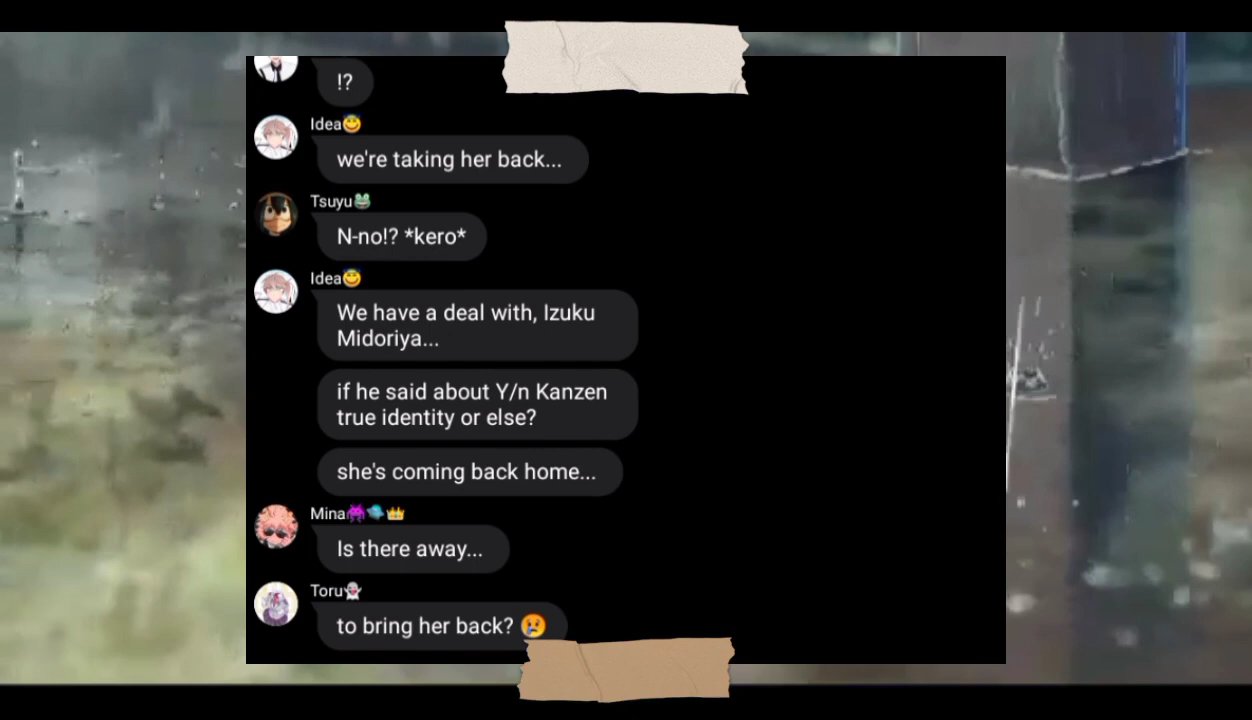 !?
Idea😇
we're taking her back...
Tsuyu🐸
N-no!? *kero*
Idea😇
We have a deal with, Izuku
Midoriya...
if he said about Y/n Kanzen
true identity or else?
she's coming back home...
Mina👾🛸👑
Is there away...
Toru👻
to bring her back? 😢